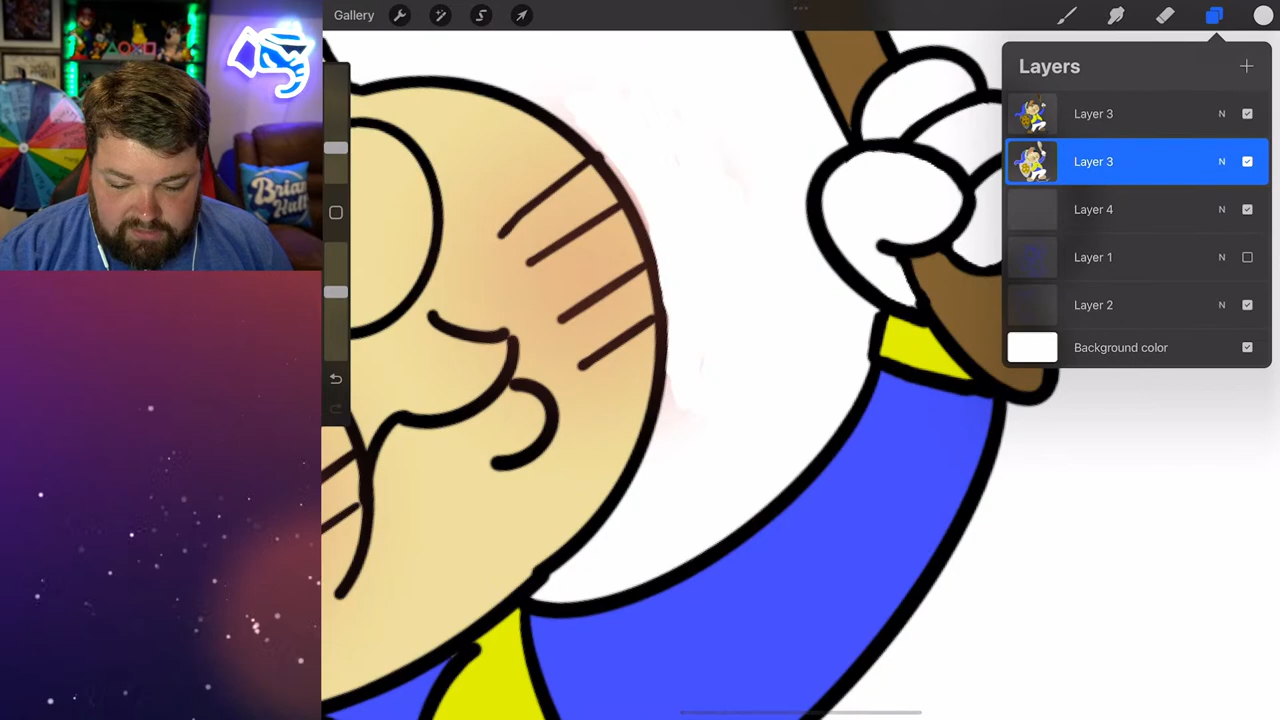 Gallery
Layers
Layer 3 N
Layer 3 N
Layer 4 N
Layer 1 N
Layer 2 N
Background color
Brian
Hull